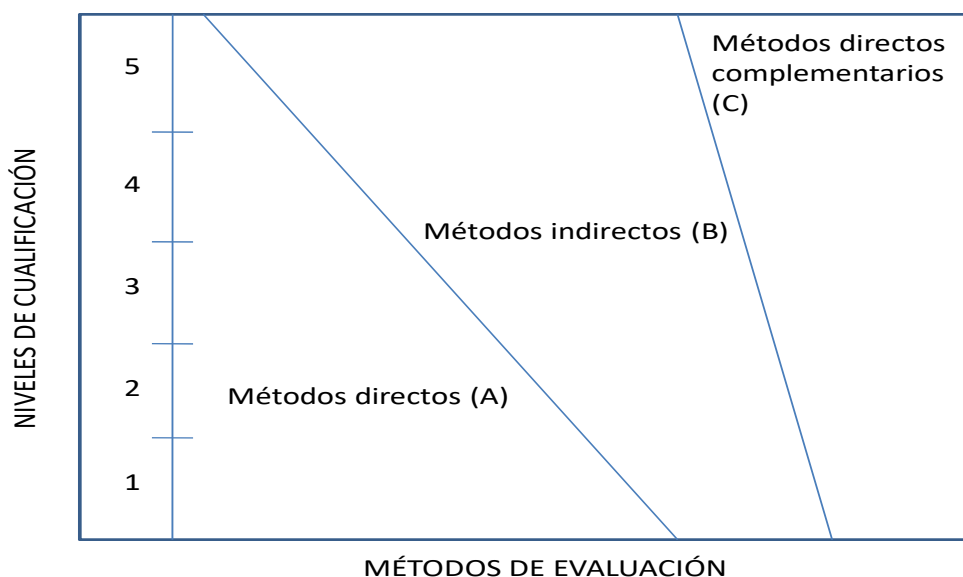 Métodos directos
complementarios
(C)
5
4
Métodos indirectos (B)
3
2
Métodos directos (A)
1
NIVELES DE CUALIFICACIÓN
MÉTODOS DE EVALUACIÓN